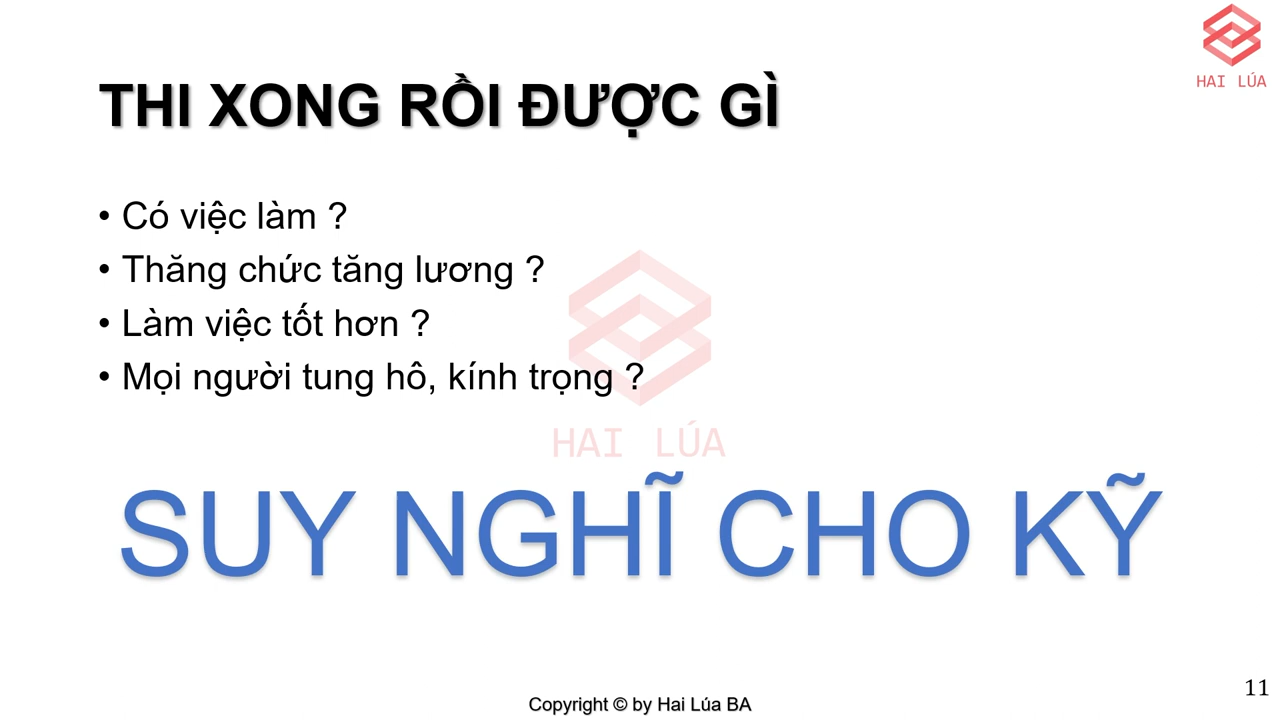 HAI LÚA
THI XONG RỒI ĐƯỢC GÌ
• Có việc làm ?
• Thăng chức tăng lương ?
• Làm việc tốt hơn ?
• Mọi người tung hô, kính trọng ?
HAI LÚA
SUY NGHĨ CHO KỸ
Copyright © by Hai Lúa BA
11